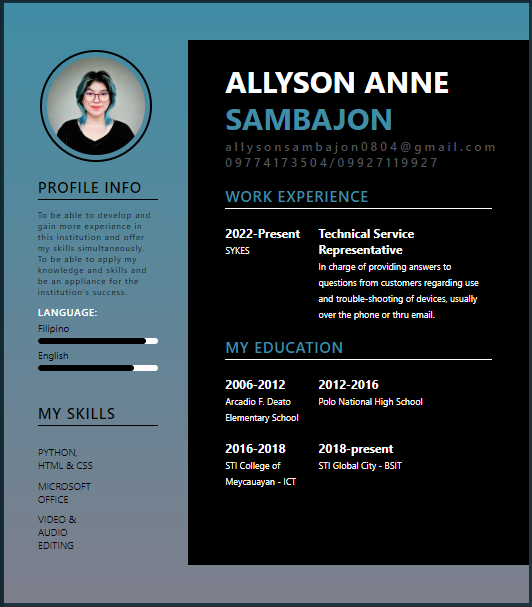 PROFILE INFO
To be able to develop and
gain more experience in
this institution and offer
my skills simultaneously.
To be able to apply my
knowledge and skills and
be an appliance for the
institution's success.
LANGUAGE:
Filipino
English
MY SKILLS
PYTHON,
HTML & CSS
MICROSOFT
OFFICE
VIDEO &
AUDIO
EDITING
ALLYSON ANNE
SAMBAJON
allysonsambajon0804@gmail.com
09774173504/09927119927
WORK EXPERIENCE
2022-Present
SYKES
Technical Service
Representative
In charge of providing answers to
questions from customers regarding use
and trouble-shooting of devices, usually
over the phone or thru email.
MY EDUCATION
2006-2012
Arcadio F. Deato
Elementary School
2012-2016
Polo National High School
2016-2018
STI College of
Meycauayan - ICT
2018-present
STI Global City - BSIT